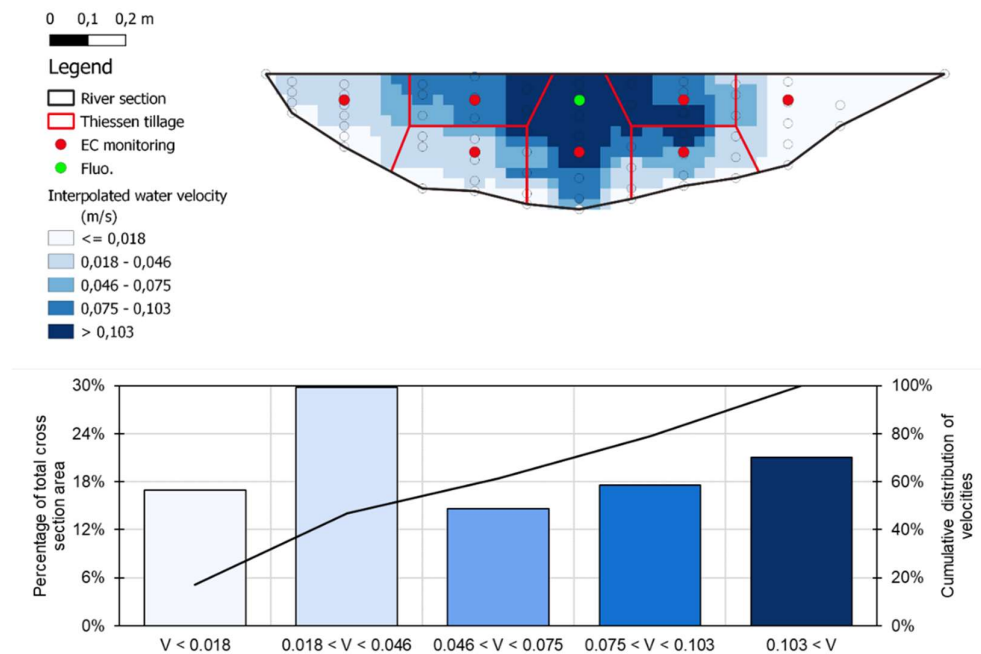 0 0,1 0,2 m
Legend
River section
Thiessen tillage
EC monitoring
Fluo.
Interpolated water velocity
(m/s)
<= 0,018
0,018 - 0,046
0,046 - 0,075
0,075 - 0,103
> 0,103
Percentage of total cross
section area
30%
24%
18%
12%
6%
0%
100%
80%
60%
40%
20%
0%
Cumulative distribution of
velocities
V < 0.018
0.018 < V < 0.046
0.046 < V < 0.075
0.075 < V < 0.103
0.103 < V